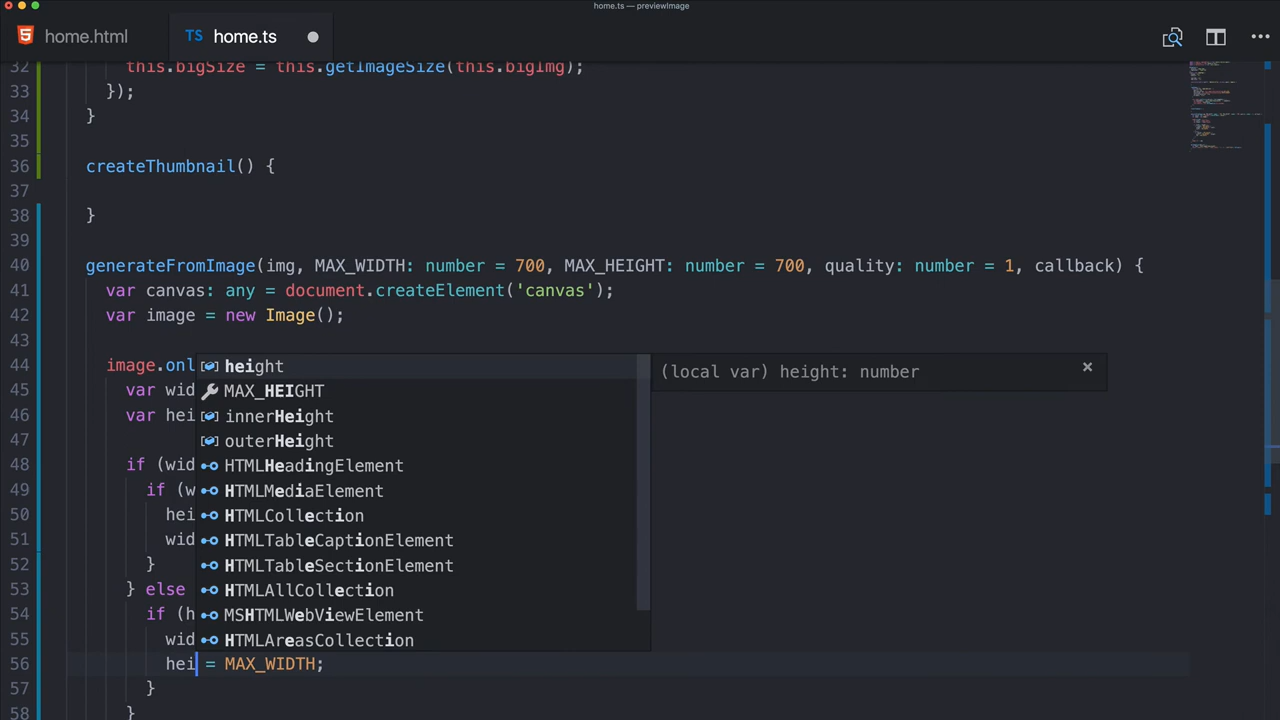 home.ts — previewImage
home.html
TS home.ts
32 this.bigSize = this.getImageSize(this.bigImg);
33 });
34 }
35
36 createThumbnail() {
37
38 }
39
40 generateFromImage(img, MAX_WIDTH: number = 700, MAX_HEIGHT: number = 700, quality: number = 1, callback) {
41 var canvas: any = document.createElement('canvas');
42 var image = new Image();
43
44 image.onl
height
(local var) height: number
45 var wid
MAX_HEIGHT
46 var hei
innerHeight
47
outerHeight
48 if (wid
HTMLHeadingElement
49 if (w
HTMLMediaElement
50 hei
HTMLCollection
51 wid
HTMLTableCaptionElement
52 }
HTMLTableSectionElement
53 } else
HTMLAllCollection
54 if (h
MSHTMLWebViewElement
55 wid
HTMLAreasCollection
56 hei = MAX_WIDTH;
57 }
58 }